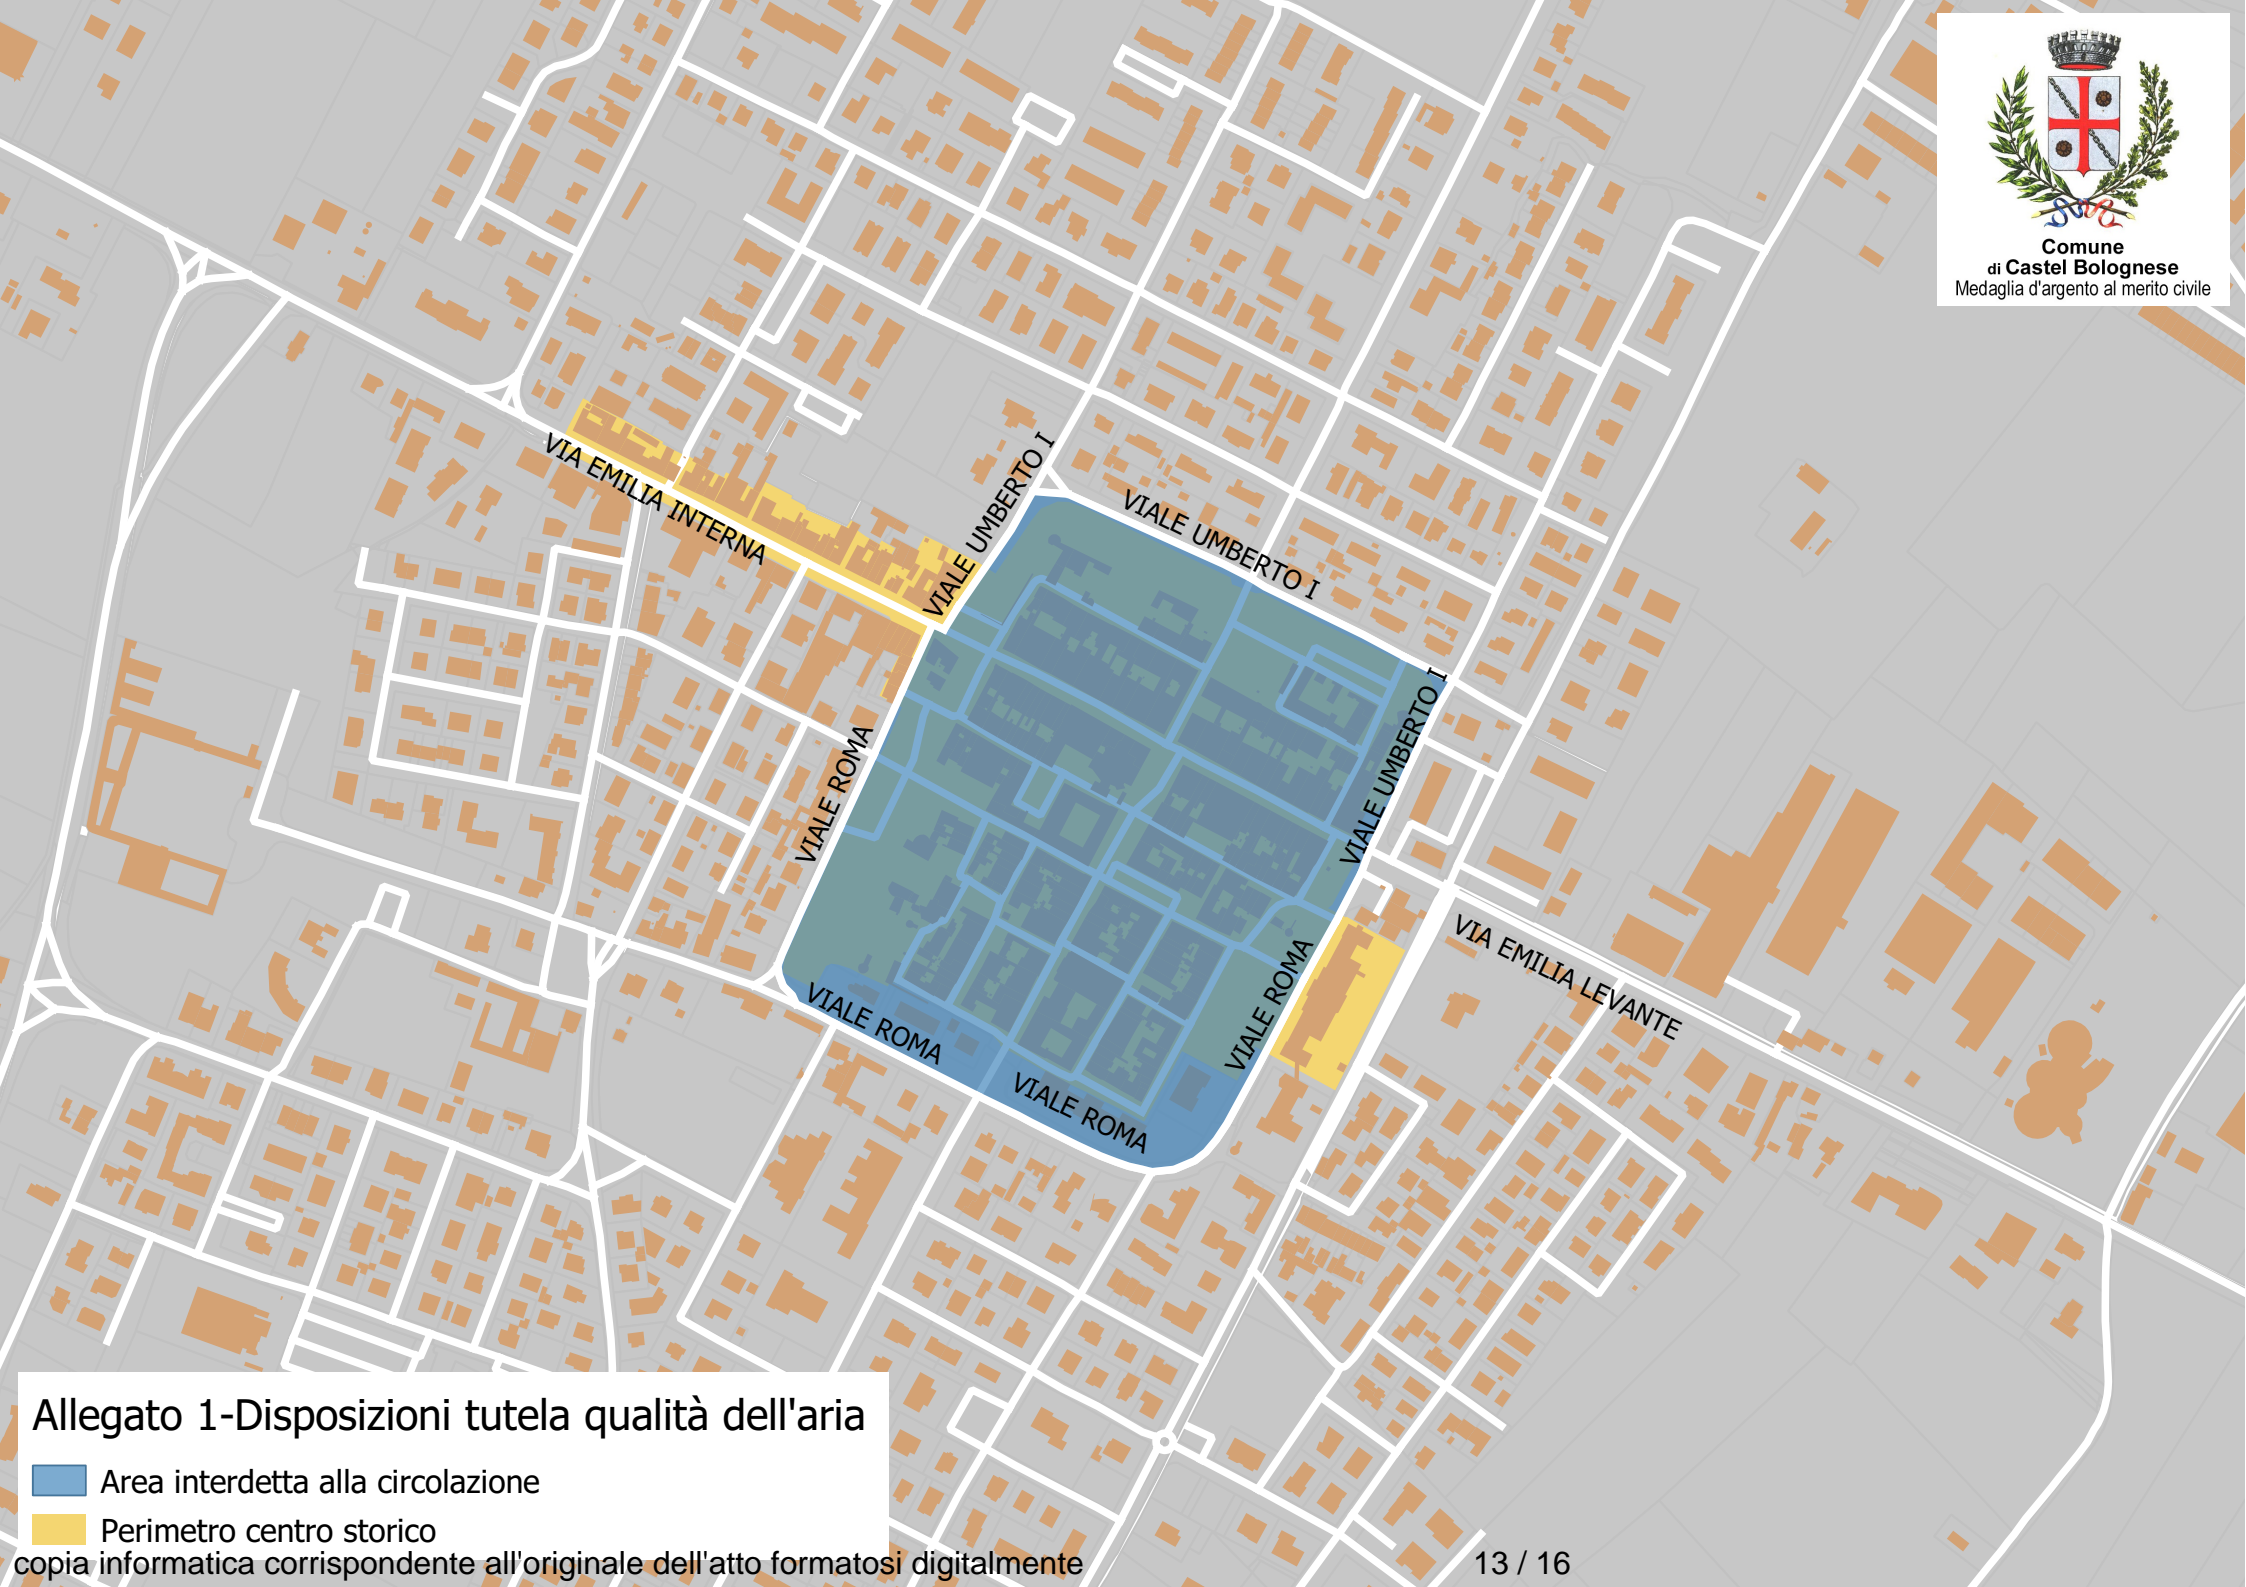 Comune
di Castel Bolognese
Medaglia d'argento al merito civile
VIA EMILIA INTERNA
VIALE UMBERTO I
VIALE UMBERTO I
VIALE UMBERTO I
VIALE ROMA
VIALE ROMA
VIALE ROMA
VIALE ROMA
VIA EMILIA LEVANTE
Allegato 1-Disposizioni tutela qualità dell'aria
Area interdetta alla circolazione
Perimetro centro storico
copia informatica corrispondente all'originale dell'atto formatosi digitalmente
13 / 16